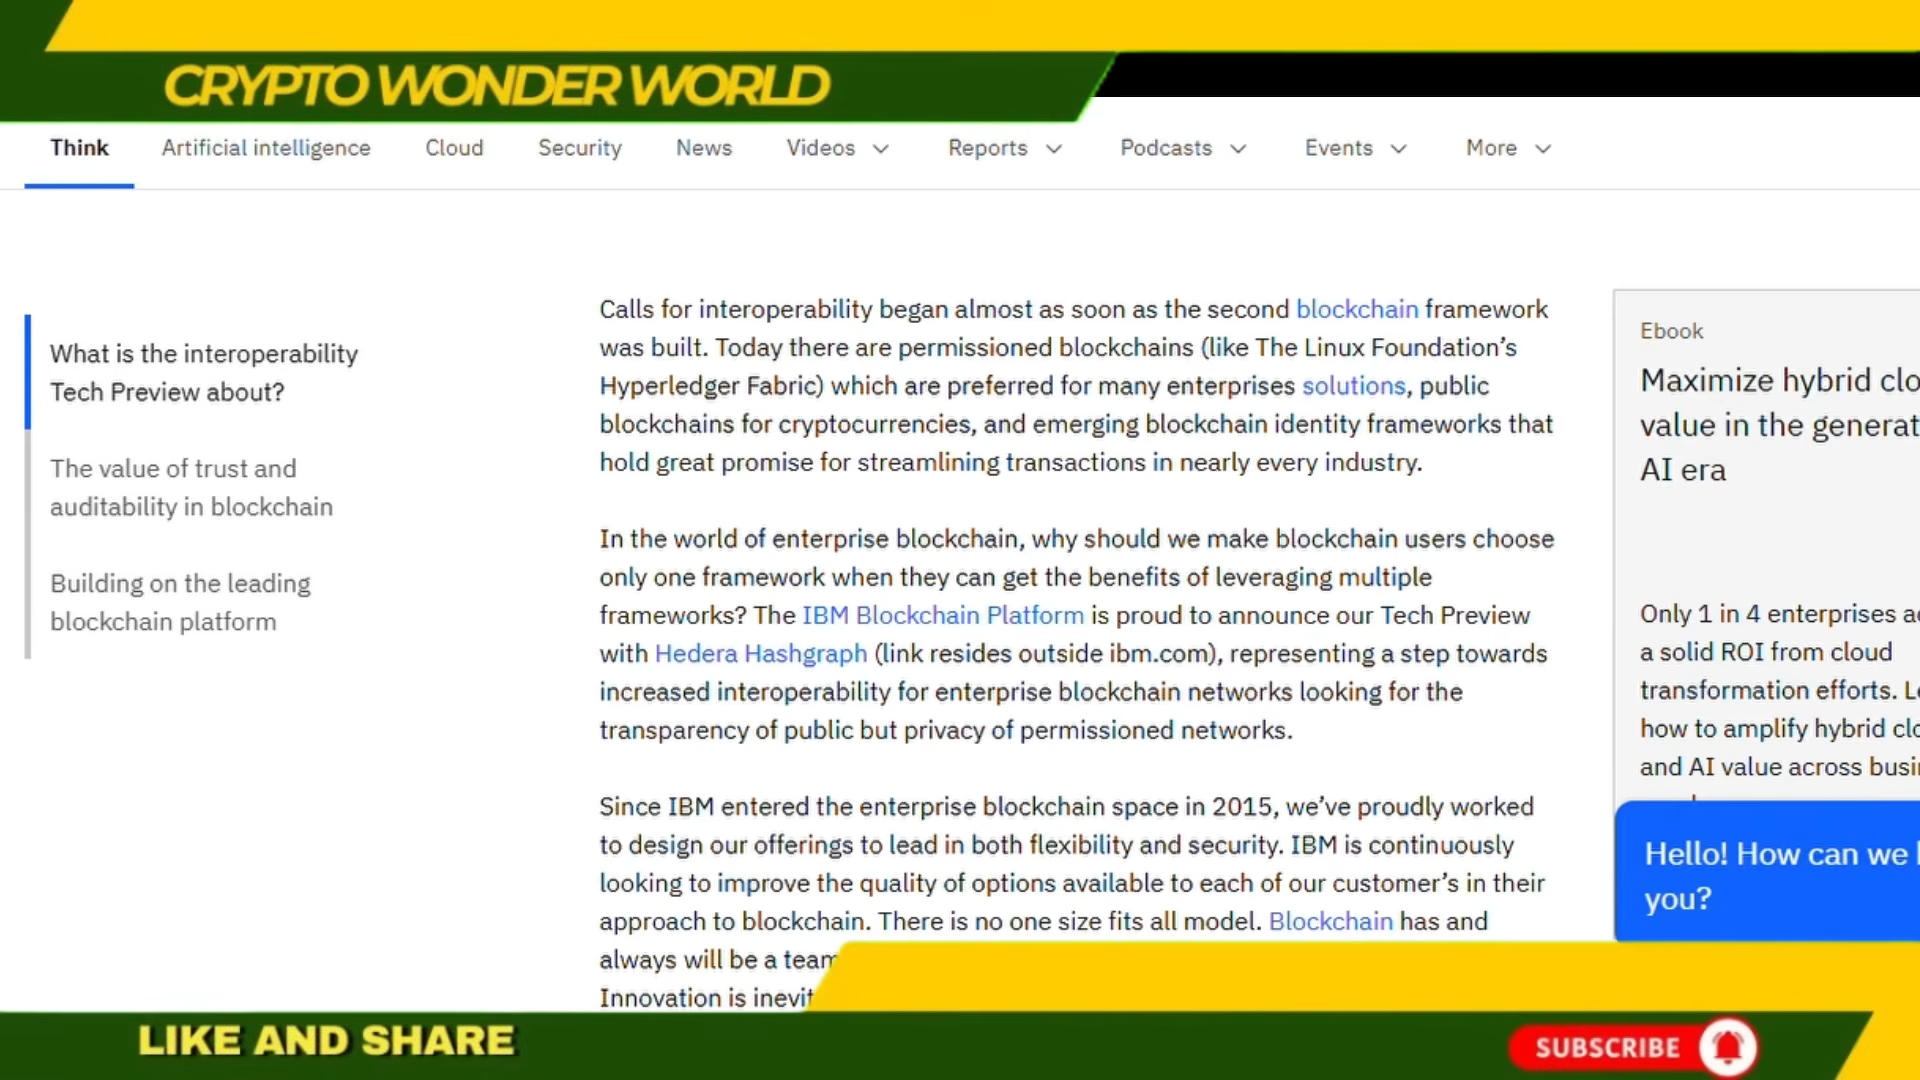 CRYPTO WONDER WORLD
Think Artificial intelligence Cloud Security News Videos Reports Podcasts Events More
What is the interoperability
Tech Preview about?
The value of trust and
auditability in blockchain
Building on the leading
blockchain platform
Calls for interoperability began almost as soon as the second blockchain framework
was built. Today there are permissioned blockchains (like The Linux Foundation’s
Hyperledger Fabric) which are preferred for many enterprises solutions, public
blockchains for cryptocurrencies, and emerging blockchain identity frameworks that
hold great promise for streamlining transactions in nearly every industry.
In the world of enterprise blockchain, why should we make blockchain users choose
only one framework when they can get the benefits of leveraging multiple
frameworks? The IBM Blockchain Platform is proud to announce our Tech Preview
with Hedera Hashgraph (link resides outside ibm.com), representing a step towards
increased interoperability for enterprise blockchain networks looking for the
transparency of public but privacy of permissioned networks.
Since IBM entered the enterprise blockchain space in 2015, we’ve proudly worked
to design our offerings to lead in both flexibility and security. IBM is continuously
looking to improve the quality of options available to each of our customer’s in their
approach to blockchain. There is no one size fits all model. Blockchain has and
always will be a team
Innovation is
Ebook
Maximize hybrid
value in the
AI era
Only 1 in 4 enterprises
a solid ROI from cloud
transformation efforts.
how to amplify hybrid
and AI value across
Hello! How can we
you?
LIKE AND SHARE
SUBSCRIBE